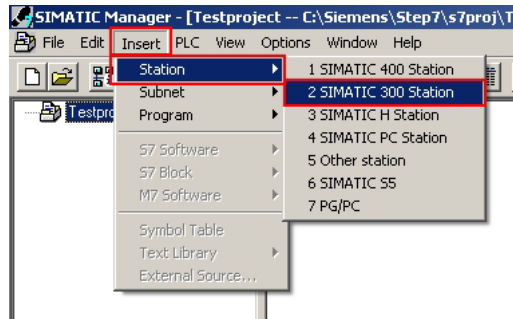 SIMATIC Manager - [Testproject -- C:\Siemens\Step7\s7proj\T
File Edit Insert PLC View Options Window Help
Station
Subnet
Program
S7 Software
S7 Block
M7 Software
Symbol Table
Text Library
External Source...
1 SIMATIC 400 Station
2 SIMATIC 300 Station
3 SIMATIC H Station
4 SIMATIC PC Station
5 Other station
6 SIMATIC S5
7 PG/PC
Testpro